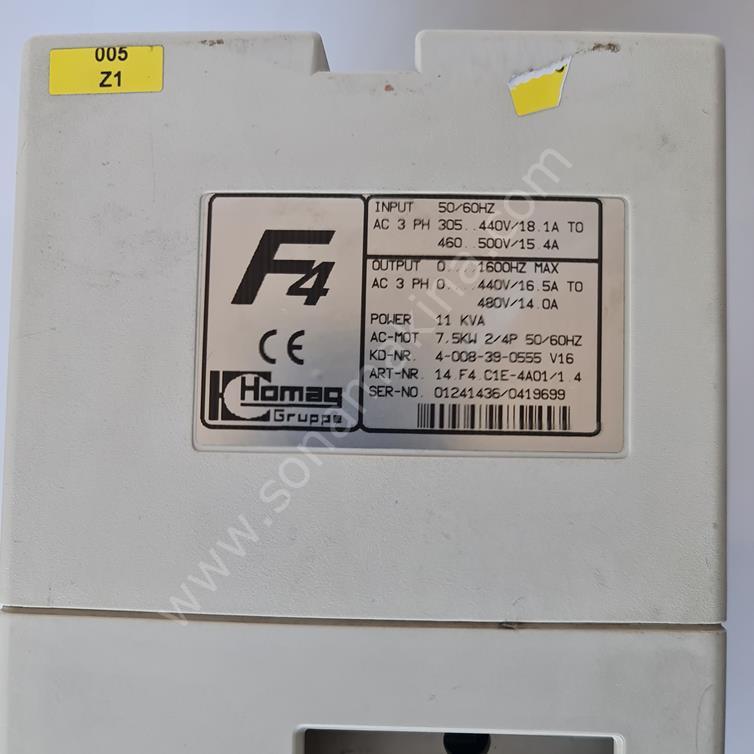 005
Z1
F4
CE
Homag
Gruppe
INPUT 50/60HZ
AC 3 PH 305..440V/18.1A TO
460..500V/15.4A
OUTPUT 0...1600HZ MAX
AC 3 PH 0...440V/16.5A TO
480V/14.0A
POWER 11 KVA
AC-MOT 7.5KW 2/4P 50/60HZ
KD-NR. 4-008-39-0555 V16
ART-NR. 14.F4.C1E-4A01/1.4
SER-NO. 01241436/0419699
www.sonamakina.com